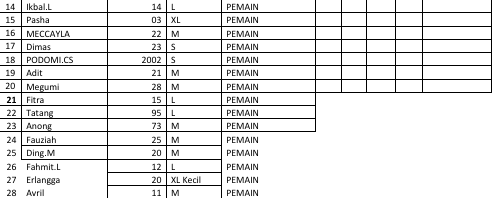 14 Ikbal.L 14 L PEMAIN
15 Pasha 03 XL PEMAIN
16 MECCAYLA 22 M PEMAIN
17 Dimas 23 S PEMAIN
18 PODOMI.CS 2002 S PEMAIN
19 Adit 21 M PEMAIN
20 Megumi 28 M PEMAIN
21 Fitra 15 L PEMAIN
22 Tatang 95 L PEMAIN
23 Anong 73 M PEMAIN
24 Fauziah 25 M PEMAIN
25 Ding.M 20 M PEMAIN
26 Fahmit.L 12 L PEMAIN
27 Erlangga 20 XL Kecil PEMAIN
28 Avril 11 M PEMAIN